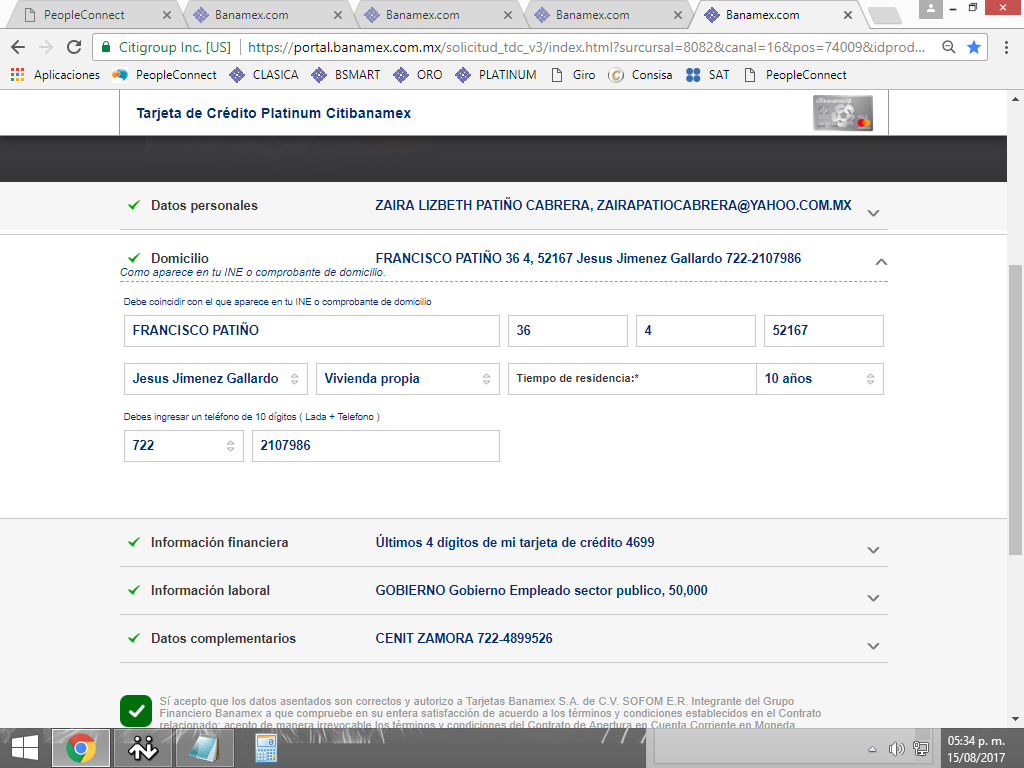 PeopleConnect Banamex.com Banamex.com Banamex.com Banamex.com
Citigroup Inc. [US] https://portal.banamex.com.mx/solicitud_tdc_v3/index.html?surcursal=8082&canal=16&pos=74009&idprod...
Aplicaciones PeopleConnect CLASICA BSMART ORO PLATINUM Giro Consisa SAT PeopleConnect
Tarjeta de Crédito Platinum Citibanamex
Datos personales ZAIRA LIZBETH PATIÑO CABRERA, ZAIRAPATIOCABRERA@YAHOO.COM.MX
Domicilio FRANCISCO PATIÑO 36 4, 52167 Jesus Jimenez Gallardo 722-2107986
Como aparece en tu INE o comprobante de domicilio.
Debe coincidir con el que aparece en tu INE o comprobante de domicilio
FRANCISCO PATIÑO 36 4 52167
Jesus Jimenez Gallardo Vivienda propia Tiempo de residencia:* 10 años
Debes ingresar un teléfono de 10 dígitos ( Lada + Telefono )
722 2107986
Información financiera Últimos 4 dígitos de mi tarjeta de crédito 4699
Información laboral GOBIERNO Gobierno Empleado sector publico, 50,000
Datos complementarios CENIT ZAMORA 722-4899526
Sí acepto que los datos asentados son correctos y autorizo a Tarjetas Banamex S.A. de C.V. SOFOM E.R. Integrante del Grupo
Financiero Banamex a que compruebe en su entera satisfacción de acuerdo a los términos y condiciones establecidos en el Contrato
relacionado; acepto de manera irrevocable los términos y condiciones del Contrato de Apertura en Cuenta Corriente en Moneda
05:34 p. m.
15/08/2017